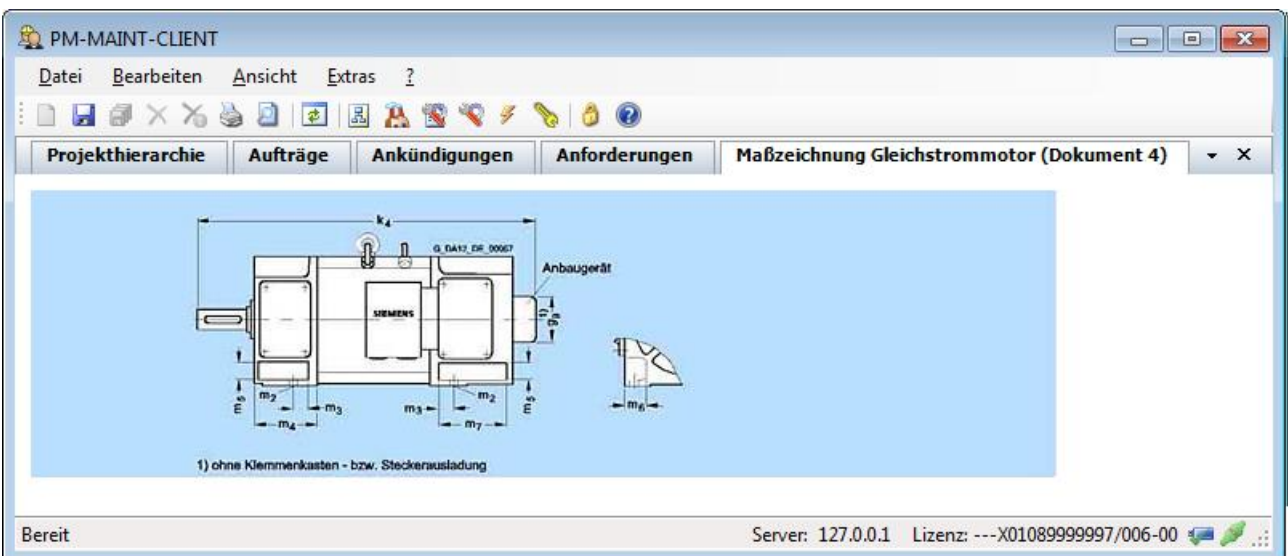 PM-MAINT-CLIENT
Datei Bearbeiten Ansicht Extras ?
Projekthierarchie Aufträge Ankündigungen Anforderungen Maßzeichnung Gleichstrommotor (Dokument 4)
k4
G_DA12_DE_00067
Anbaugerät
SIEMENS
g9 1)
m5 m2 m3 m3 m2 m5 m6
m4 m7
1) ohne Klemmenkasten - bzw. Steckerausladung
Bereit Server: 127.0.0.1 Lizenz: ---X01089999997/006-00